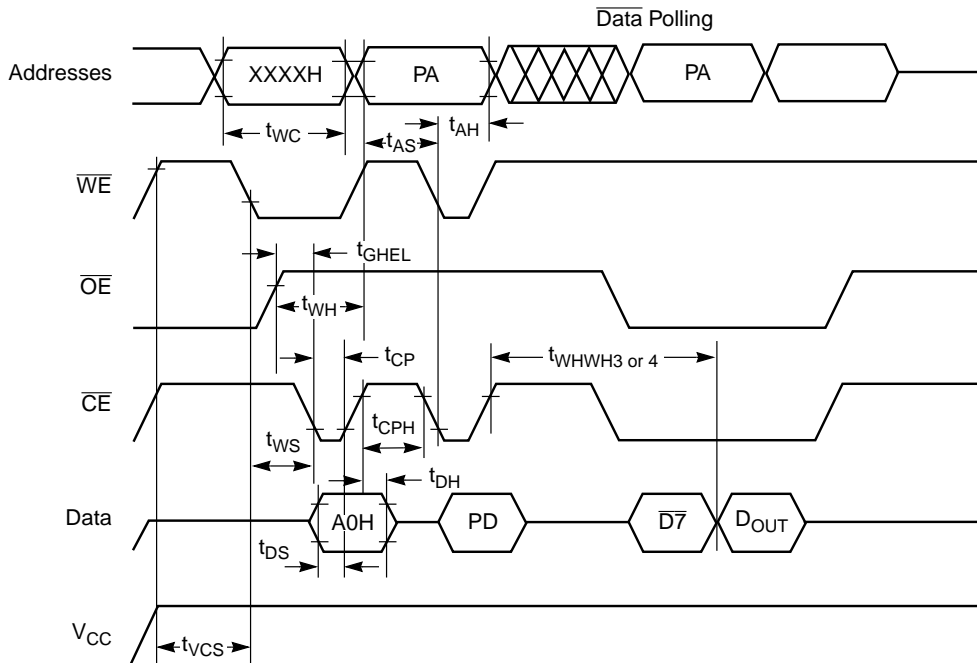 Data Polling
Addresses
XXXXH
PA
PA
tWC
tAS
tAH
WE
tGHEL
OE
tWH
tCP
tWHWH3 or 4
CE
tCPH
tWS
tDH
Data
A0H
PD
D7
DOUT
tDS
VCC
tVCS